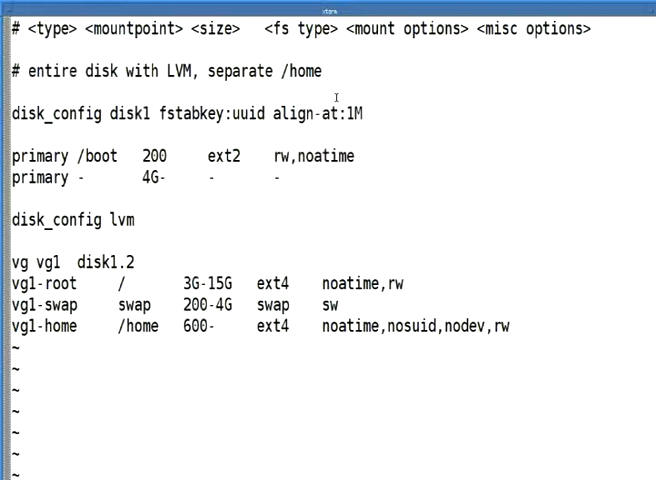 xterm
# <type> <mountpoint> <size>   <fs type> <mount options> <misc options>
# entire disk with LVM, separate /home
disk_config disk1 fstabkey:uuid align-at:1M
primary /boot   200     ext2    rw,noatime
primary -       4G-     -       -
disk_config lvm
vg vg1  disk1.2
vg1-root     /       3G-15G   ext4    noatime,rw
vg1-swap     swap    200-4G   swap    sw
vg1-home     /home   600-     ext4    noatime,nosuid,nodev,rw
~
~
~
~
~
~
~